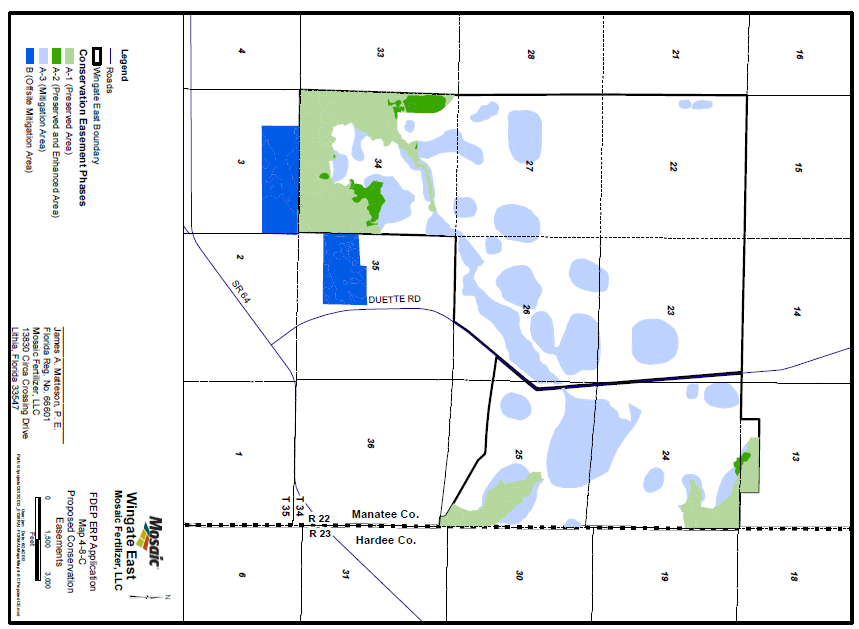 Legend
Roads
Wingate East Boundary
Conservation Easement Phases
A-1 (Preserved Area)
A-2 (Preserved and Enhanced Area)
A-3 (Mitigation Area)
B (Offsite Mitigation Area)
4
33
28
21
16
3
34
27
22
15
2
35
26
23
14
SR 64
DUETTE RD
1
36
25
24
13
T 34
T 35
R 22
R 23
Manatee Co.
Hardee Co.
6
31
30
19
18
James A. Matteson, P. E.
Florida Reg. No. 66601
Mosaic Fertilizer, LLC
13830 Circa Crossing Drive
Lithia, Florida 33547
Mosaic
Wingate East
Mosaic Fertilizer, LLC
N
FDEP ERP Application
Map 4-8-C
Proposed Conservation
Easements
0 1,500 3,000
Feet